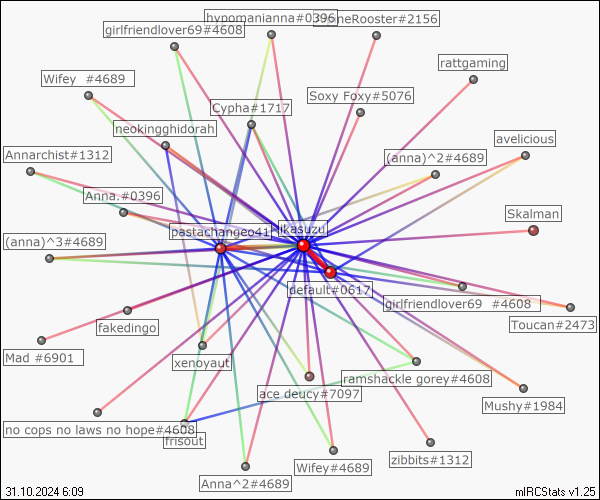 hypomanianna#0396
ineRooster#2156
girlfriendlover69#4608
rattgaming
Wifey #4689
Soxy Foxy#5076
Cypha#1717
neokingghidorah
avelicious
Annarchist#1312
(anna)^2#4689
Anna.#0396
Skalman
pastachangeo41
jikasuzu
(anna)^3#4689
default#0617
girlfriendlover69 #4608
Toucan#2473
fakedingo
Mad #6901
xenoyaut
ramshackle gorey#4608
ace deucy#7097
Mushy#1984
no cops no laws no hope#4608
frisout
zibbits#1312
Wifey#4689
Anna^2#4689
31.10.2024 6:09
mIRCStats v1.25